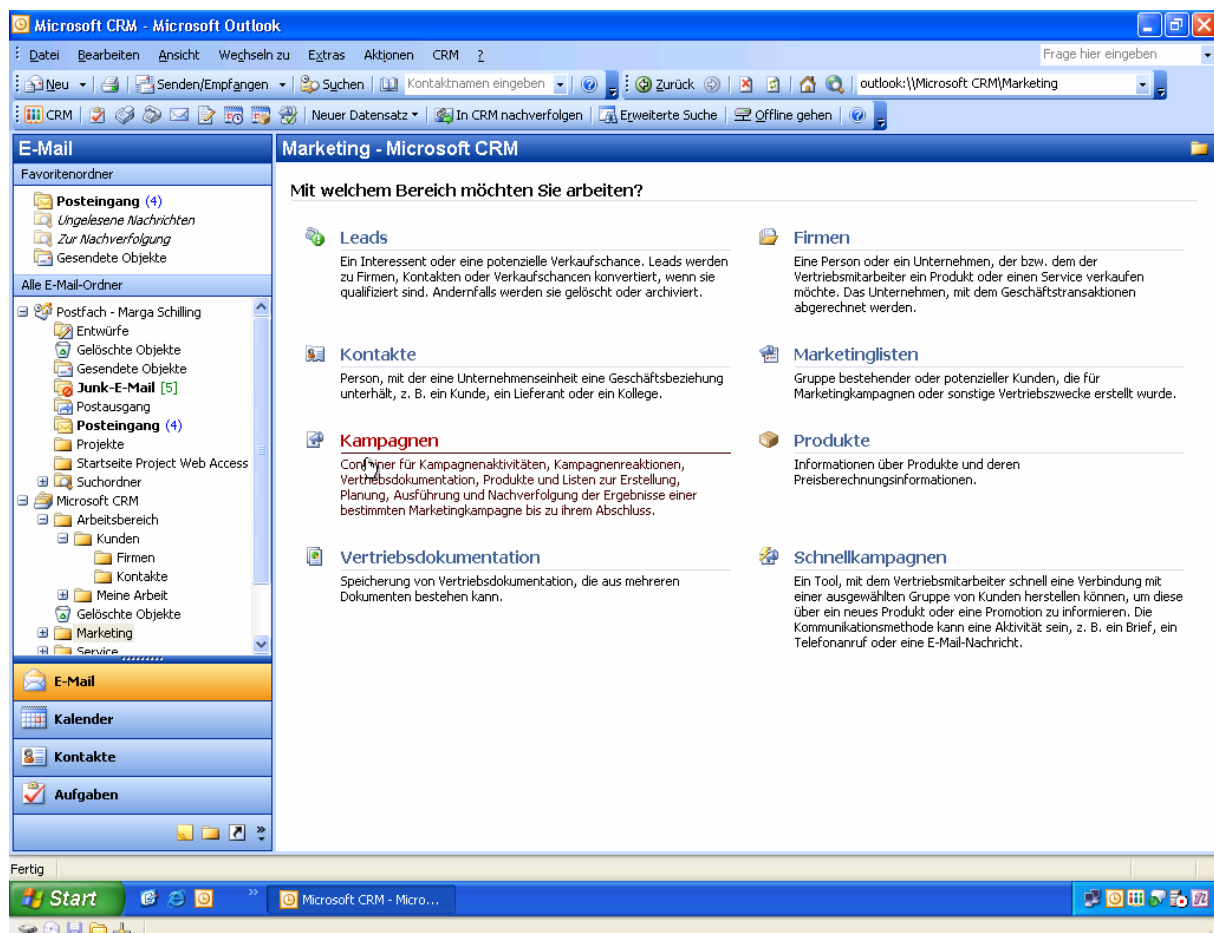 Microsoft CRM - Microsoft Outlook
Datei Bearbeiten Ansicht Wechseln zu Extras Aktionen CRM ?
Frage hier eingeben
Neu Senden/Empfangen Suchen Kontaktnamen eingeben Zurück outlook:\\Microsoft CRM\Marketing
CRM Neuer Datensatz In CRM nachverfolgen Erweiterte Suche Offline gehen
E-Mail
Favoritenordner
Posteingang (4)
Ungelesene Nachrichten
Zur Nachverfolgung
Gesendete Objekte
Alle E-Mail-Ordner
Postfach - Marga Schilling
Entwürfe
Gelöschte Objekte
Gesendete Objekte
Junk-E-Mail [5]
Postausgang
Posteingang (4)
Projekte
Startseite Project Web Access
Suchordner
Microsoft CRM
Arbeitsbereich
Kunden
Firmen
Kontakte
Meine Arbeit
Gelöschte Objekte
Marketing
Service
E-Mail
Kalender
Kontakte
Aufgaben
Marketing - Microsoft CRM
Mit welchem Bereich möchten Sie arbeiten?
Leads
Ein Interessent oder eine potenzielle Verkaufschance. Leads werden
zu Firmen, Kontakten oder Verkaufschancen konvertiert, wenn sie
qualifiziert sind. Andernfalls werden sie gelöscht oder archiviert.
Firmen
Eine Person oder ein Unternehmen, der bzw. dem der
Vertriebsmitarbeiter ein Produkt oder einen Service verkaufen
möchte. Das Unternehmen, mit dem Geschäftstransaktionen
abgerechnet werden.
Kontakte
Person, mit der eine Unternehmenseinheit eine Geschäftsbeziehung
unterhält, z. B. ein Kunde, ein Lieferant oder ein Kollege.
Marketinglisten
Gruppe bestehender oder potenzieller Kunden, die für
Marketingkampagnen oder sonstige Vertriebszwecke erstellt wurde.
Kampagnen
Container für Kampagnenaktivitäten, Kampagnenreaktionen,
Vertriebsdokumentation, Produkte und Listen zur Erstellung,
Planung, Ausführung und Nachverfolgung der Ergebnisse einer
bestimmten Marketingkampagne bis zu ihrem Abschluss.
Produkte
Informationen über Produkte und deren
Preisberechnungsinformationen.
Vertriebsdokumentation
Speicherung von Vertriebsdokumentation, die aus mehreren
Dokumenten bestehen kann.
Schnellkampagnen
Ein Tool, mit dem Vertriebsmitarbeiter schnell eine Verbindung mit
einer ausgewählten Gruppe von Kunden herstellen können, um diese
über ein neues Produkt oder eine Promotion zu informieren. Die
Kommunikationsmethode kann eine Aktivität sein, z. B. ein Brief, ein
Telefonanruf oder eine E-Mail-Nachricht.
Fertig
Start
Microsoft CRM - Micro...